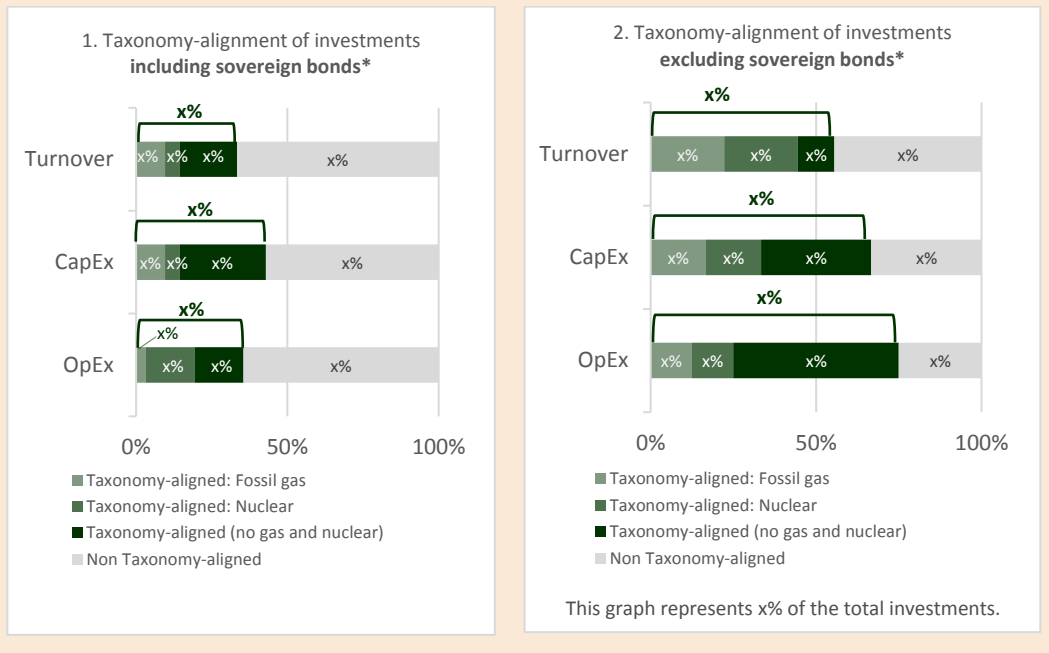 1. Taxonomy-alignment of investments
including sovereign bonds*
x%
Turnover
x% x% x% x%
x%
CapEx
x% x% x% x%
x%
x%
OpEx
x% x% x%
0% 50% 100%
Taxonomy-aligned: Fossil gas
Taxonomy-aligned: Nuclear
Taxonomy-aligned (no gas and nuclear)
Non Taxonomy-aligned
2. Taxonomy-alignment of investments
excluding sovereign bonds*
x%
Turnover
x% x% x% x%
x%
CapEx
x% x% x% x%
x%
OpEx
x% x% x% x%
0% 50% 100%
Taxonomy-aligned: Fossil gas
Taxonomy-aligned: Nuclear
Taxonomy-aligned (no gas and nuclear)
Non Taxonomy-aligned
This graph represents x% of the total investments.